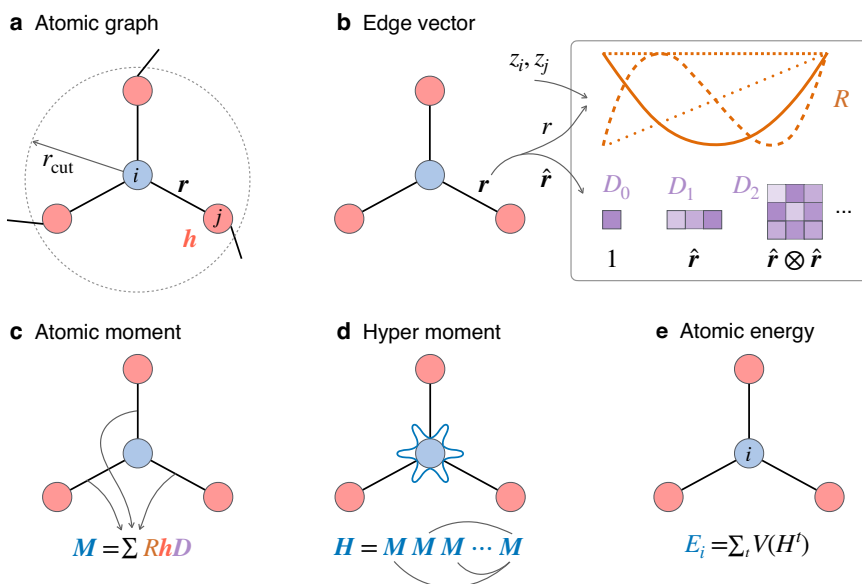 a Atomic graph
r_cut
i
r
j
h
b Edge vector
z_i, z_j
r
r
r̂
R
D_0 D_1 D_2
...
1 r̂ r̂ ⊗ r̂
c Atomic moment
M = Σ RhD
d Hyper moment
H = M M M ⋯ M
e Atomic energy
i
E_i = Σ_t V(H^t)